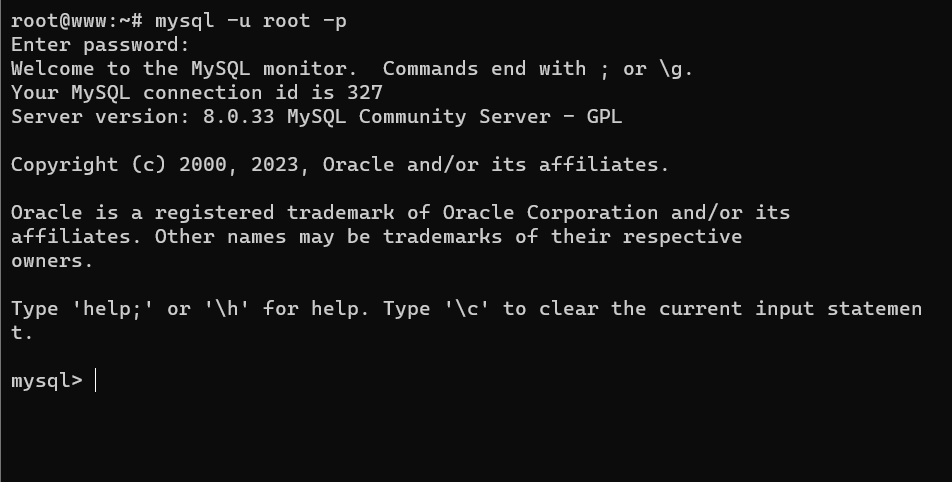 root@www:~# mysql -u root -p
Enter password:
Welcome to the MySQL monitor.  Commands end with ; or \g.
Your MySQL connection id is 327
Server version: 8.0.33 MySQL Community Server - GPL

Copyright (c) 2000, 2023, Oracle and/or its affiliates.

Oracle is a registered trademark of Oracle Corporation and/or its
affiliates. Other names may be trademarks of their respective
owners.

Type 'help;' or '\h' for help. Type '\c' to clear the current input statemen
t.

mysql>